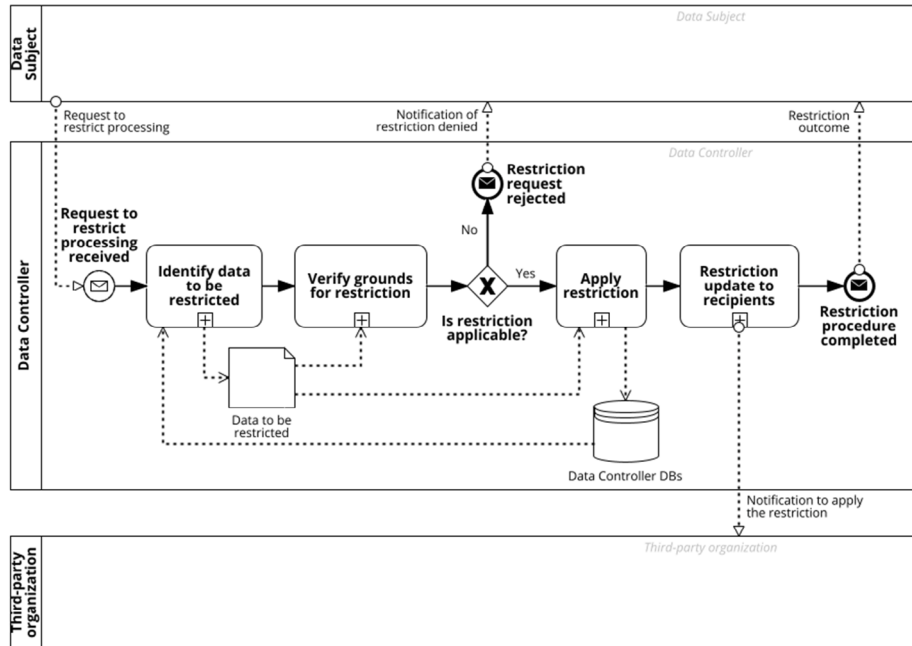 Data Subject
Data
Subject
Request to
restrict processing
Notification of
restriction denied
Restriction
outcome
Data Controller
Data Controller
Request to
restrict
processing
received
Restriction
request
rejected
No
Identify data
to be
restricted
Verify grounds
for restriction
X
Is restriction
applicable?
Yes
Apply
restriction
Restriction
update to
recipients
Restriction
procedure
completed
Data to be
restricted
Data Controller DBs
Notification to apply
the restriction
Third-party organization
Third-party
organization